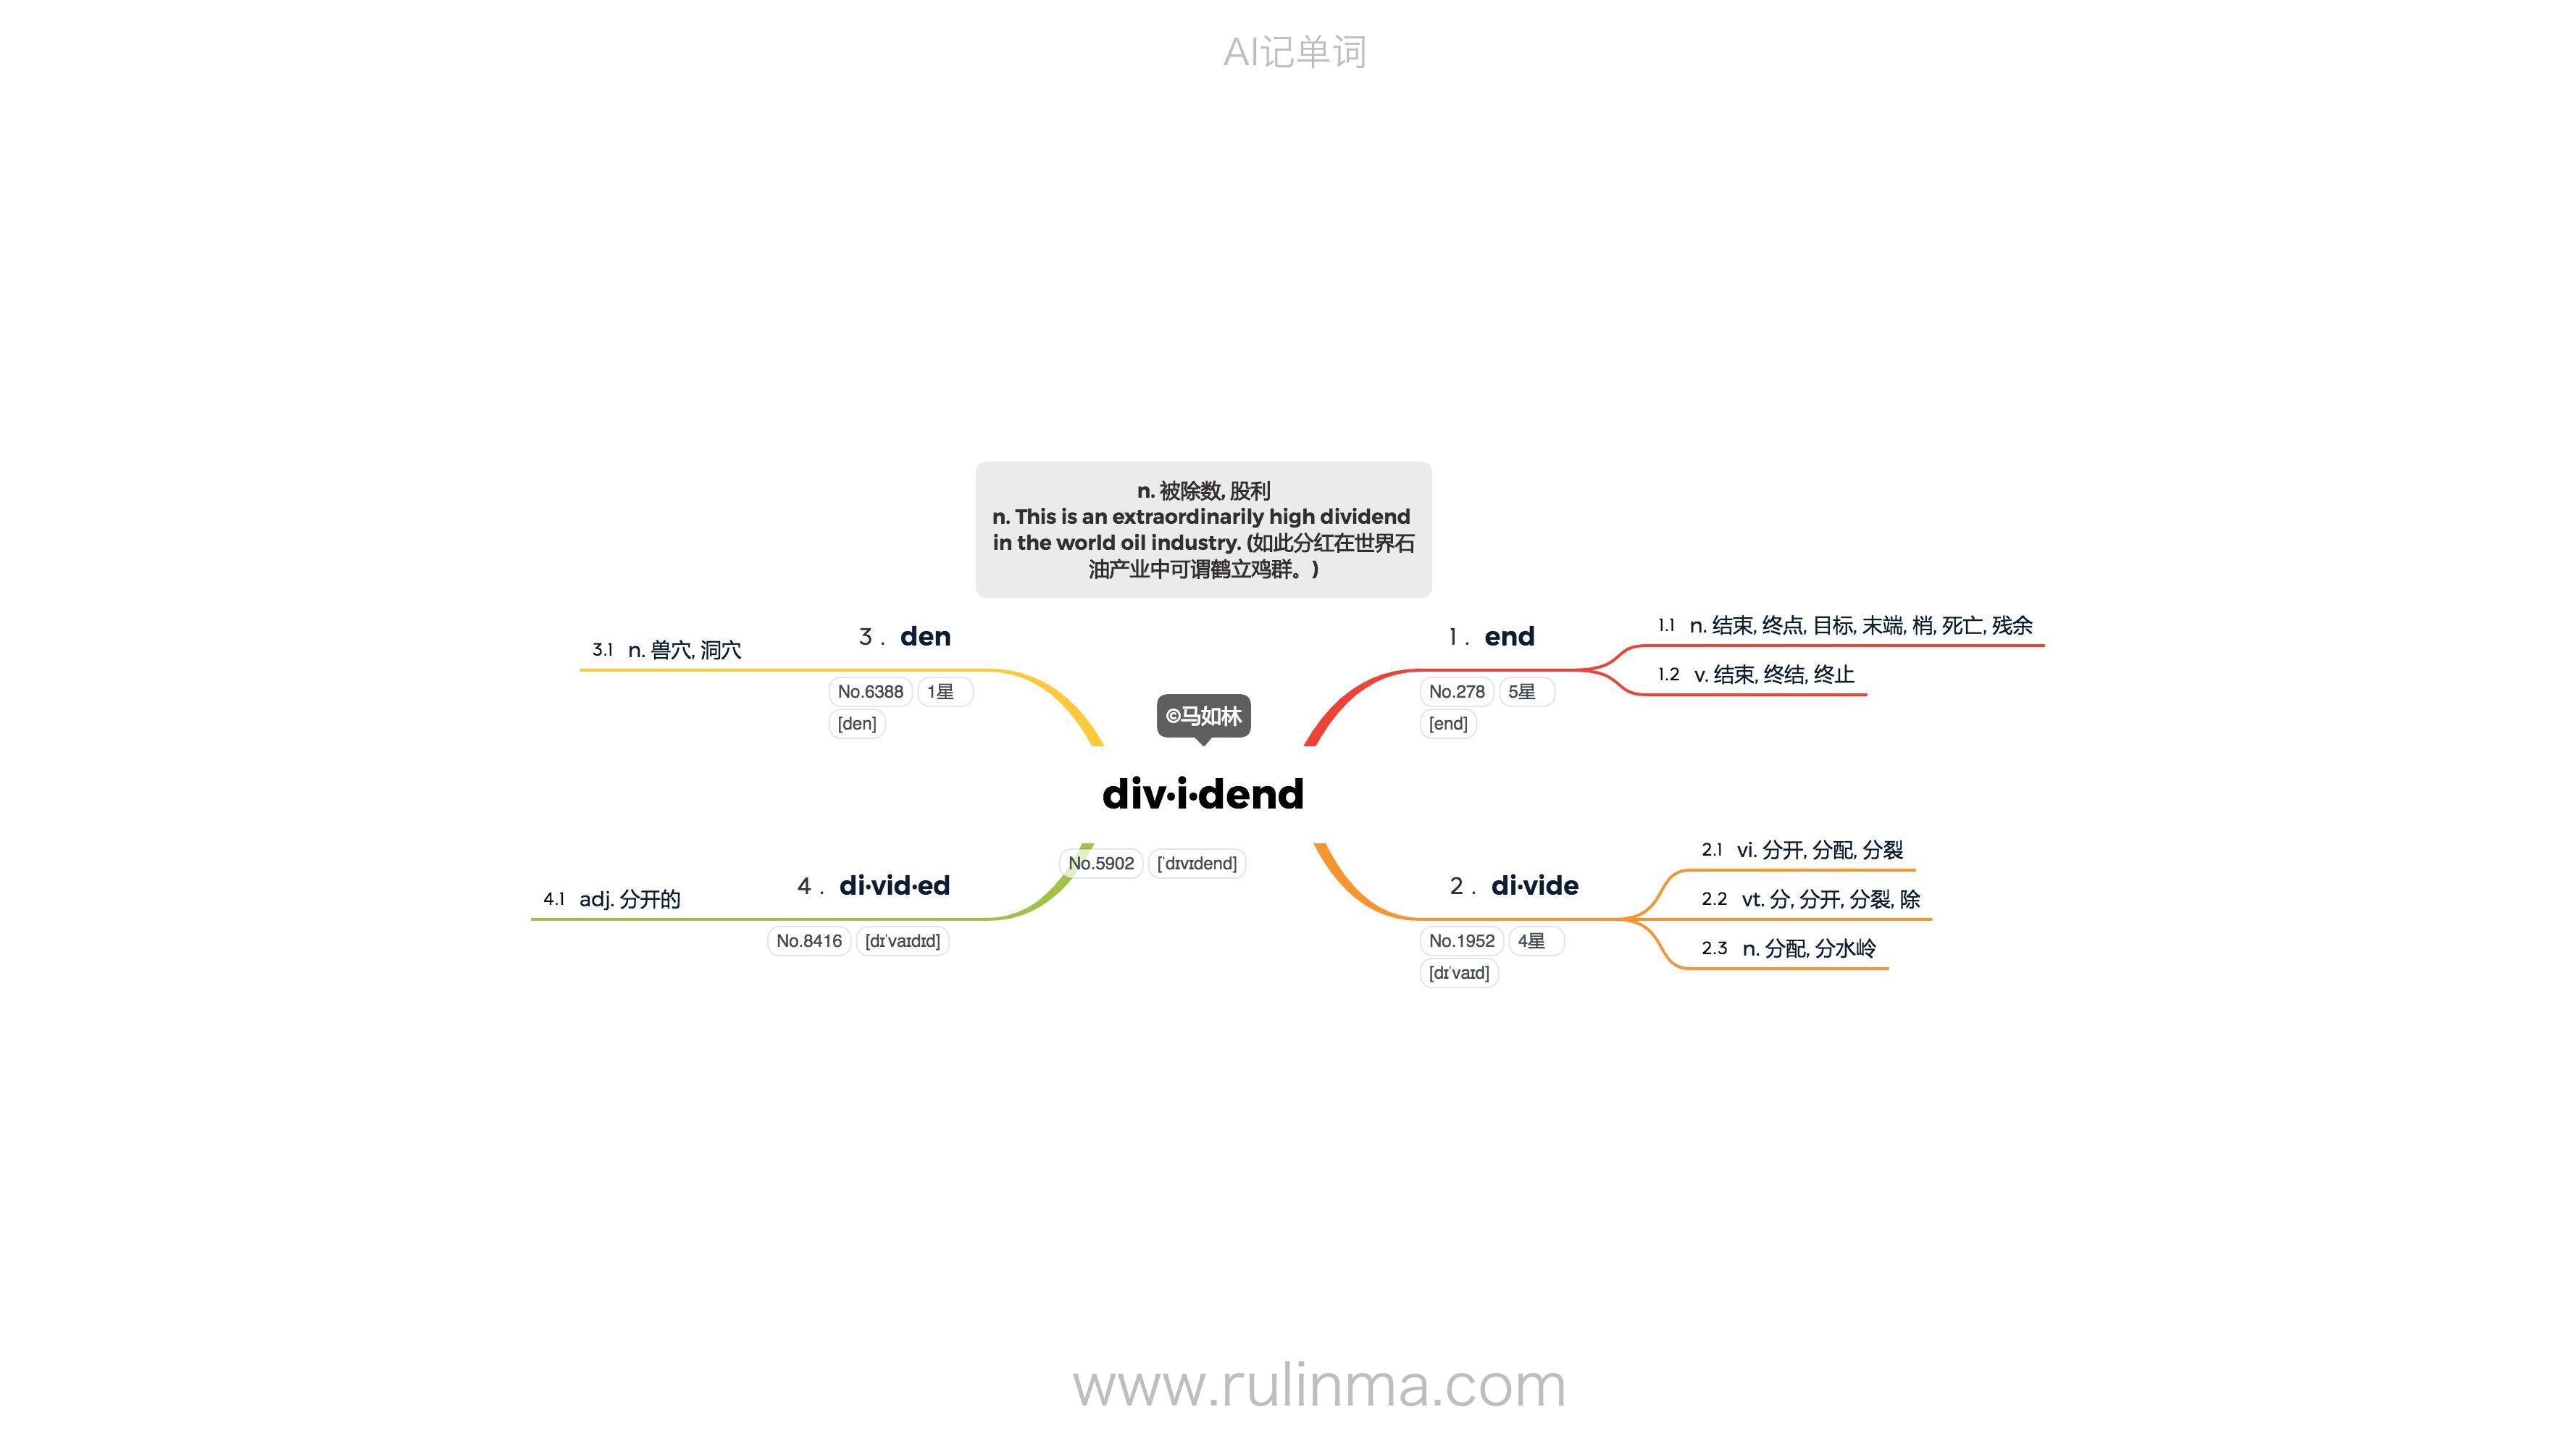 AI记单词
n. 被除数, 股利
n. This is an extraordinarily high dividend
in the world oil industry. (如此分红在世界石
油产业中可谓鹤立鸡群。)
©马如林
div·i·dend
No.5902 [ˈdɪvɪdend]
1 . end
No.278 5星
[end]
1.1 n. 结束, 终点, 目标, 末端, 梢, 死亡, 残余
1.2 v. 结束, 终结, 终止
2 . di·vide
No.1952 4星
[dɪˈvaɪd]
2.1 vi. 分开, 分配, 分裂
2.2 vt. 分, 分开, 分裂, 除
2.3 n. 分配, 分水岭
3 . den
No.6388 1星
[den]
3.1 n. 兽穴, 洞穴
4 . di·vid·ed
No.8416 [dɪˈvaɪdɪd]
4.1 adj. 分开的
www.rulinma.com